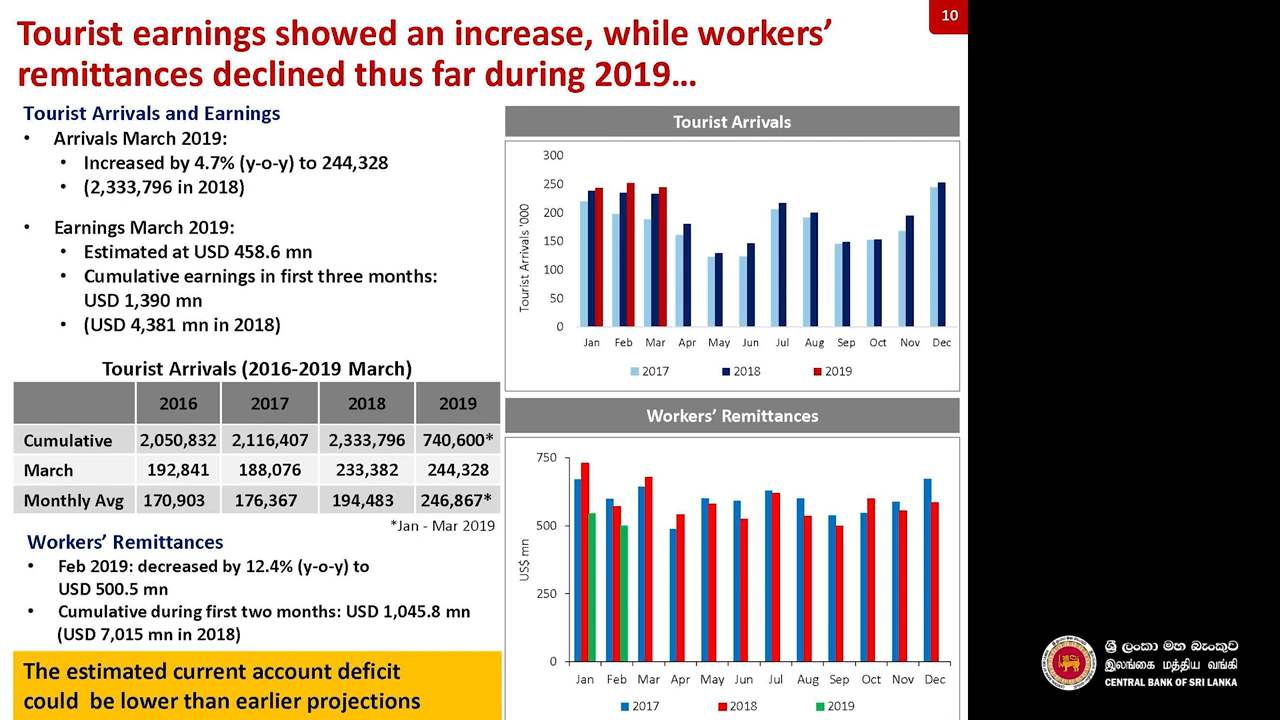 10
Tourist earnings showed an increase, while workers’
remittances declined thus far during 2019…
Tourist Arrivals and Earnings
• Arrivals March 2019:
• Increased by 4.7% (y-o-y) to 244,328
• (2,333,796 in 2018)
• Earnings March 2019:
• Estimated at USD 458.6 mn
• Cumulative earnings in first three months:
USD 1,390 mn
• (USD 4,381 mn in 2018)
Tourist Arrivals (2016-2019 March)
2016 2017 2018 2019
Cumulative 2,050,832 2,116,407 2,333,796 740,600*
March 192,841 188,076 233,382 244,328
Monthly Avg 170,903 176,367 194,483 246,867*
*Jan - Mar 2019
Workers’ Remittances
• Feb 2019: decreased by 12.4% (y-o-y) to
USD 500.5 mn
• Cumulative during first two months: USD 1,045.8 mn
(USD 7,015 mn in 2018)
The estimated current account deficit
could be lower than earlier projections
Tourist Arrivals
Tourist Arrivals '000
300
250
200
150
100
50
0
Jan Feb Mar Apr May Jun Jul Aug Sep Oct Nov Dec
2017 2018 2019
Workers’ Remittances
US$ mn
750
500
250
0
Jan Feb Mar Apr May Jun Jul Aug Sep Oct Nov Dec
2017 2018 2019
ශ්‍රී ලංකා මහ බැංකුව
இலங்கை மத்திய வங்கி
CENTRAL BANK OF SRI LANKA